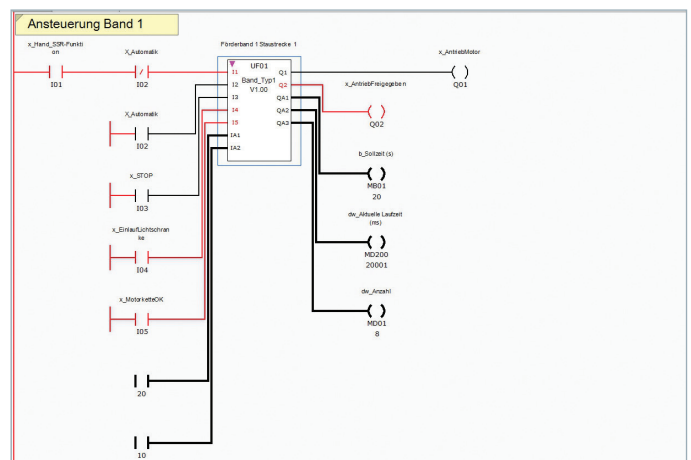 Ansteuerung Band 1
x_Hand_SSR-Funkti
on
I01
X_Automatik
I02
Förderband 1 Staustrecke 1
UF01
Band_Typ1
V1.00
I1
I2
I3
I4
I5
IA1
IA2
Q1
Q2
QA1
QA2
QA3
x_AntriebMotor
Q01
x_AntriebFreigegeben
Q02
X_Automatik
I02
b_Sollzeit (s)
MB01
20
x_STOP
I03
dw_Aktuelle Laufzeit
(ms)
MD200
20001
x_EinlaufLichtschran
ke
I04
dw_Anzahl
MD01
8
x_MotorketteOK
I05
20
10